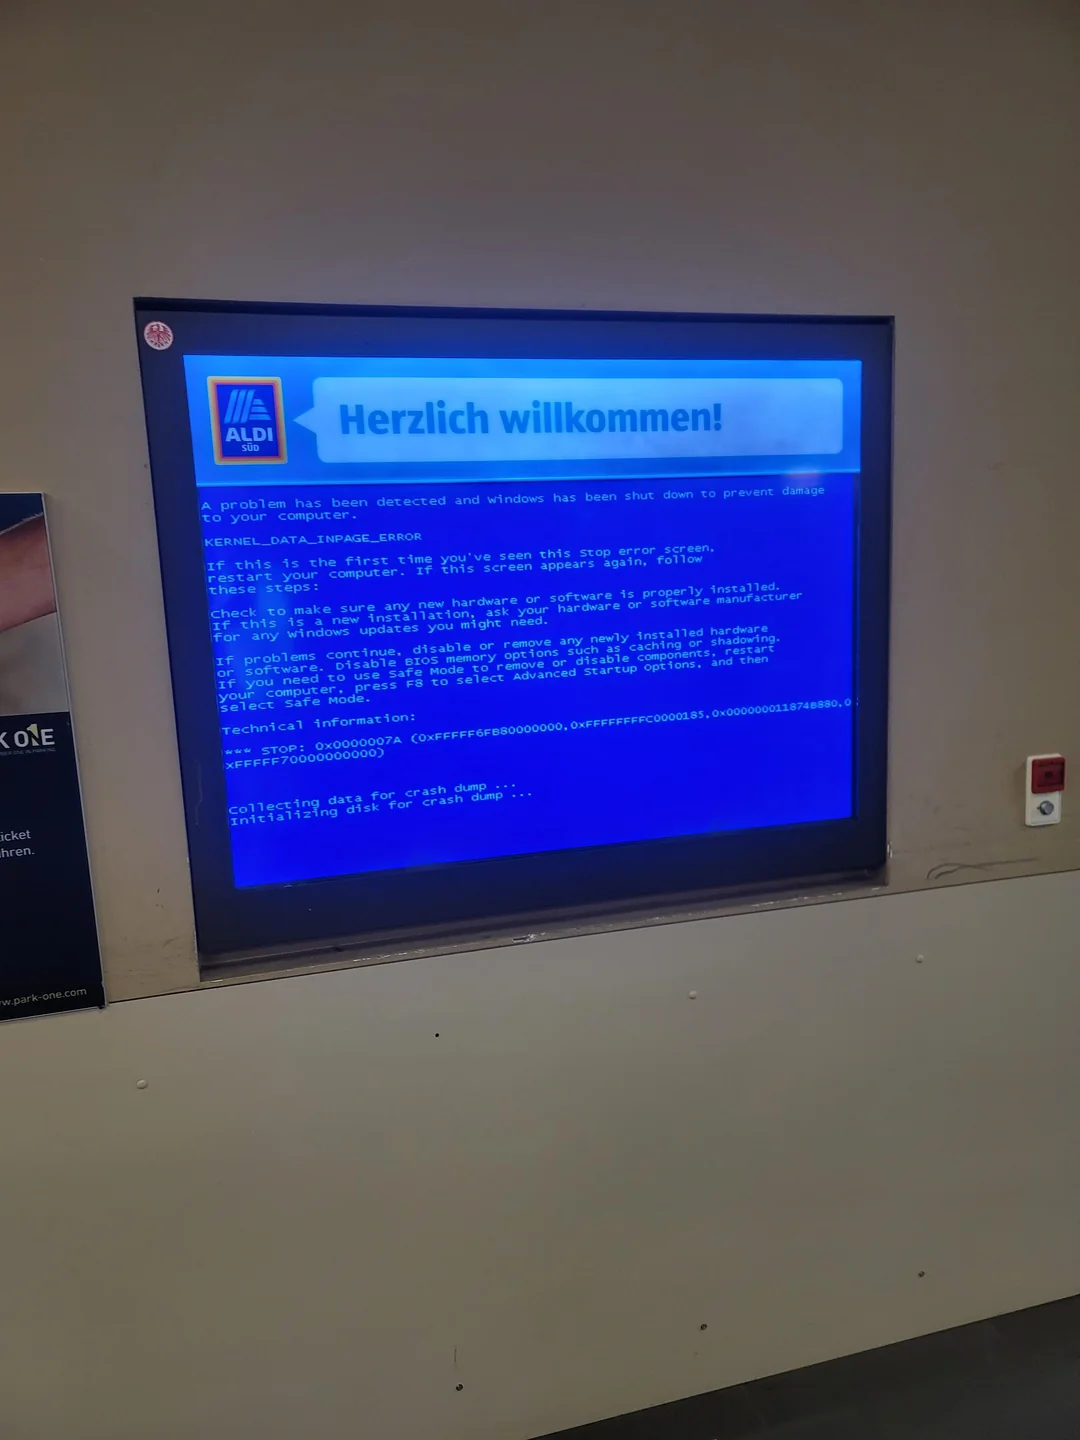 Herzlich willkommen!
ALDI
SÜD
A problem has been detected and Windows has been shut down to prevent damage
to your computer.
KERNEL_DATA_INPAGE_ERROR
If this is the first time you've seen this Stop error screen,
restart your computer. If this screen appears again, follow
these steps:
Check to make sure any new hardware or software is properly installed.
If this is a new installation, ask your hardware or software manufacturer
for any Windows updates you might need.
If problems continue, disable or remove any newly installed hardware
or software. Disable BIOS memory options such as caching or shadowing.
If you need to use Safe Mode to remove or disable components, restart
your computer, press F8 to select Advanced Startup Options, and then
select Safe Mode.
Technical information:
*** STOP: 0x0000007A (0xFFFFF6FB80000000,0xFFFFFFFFC0000185,0x000000011874B880,0
xFFFFF70000000000)
Collecting data for crash dump ...
Initializing disk for crash dump ...
K ONE
icket
hren.
w.park-one.com